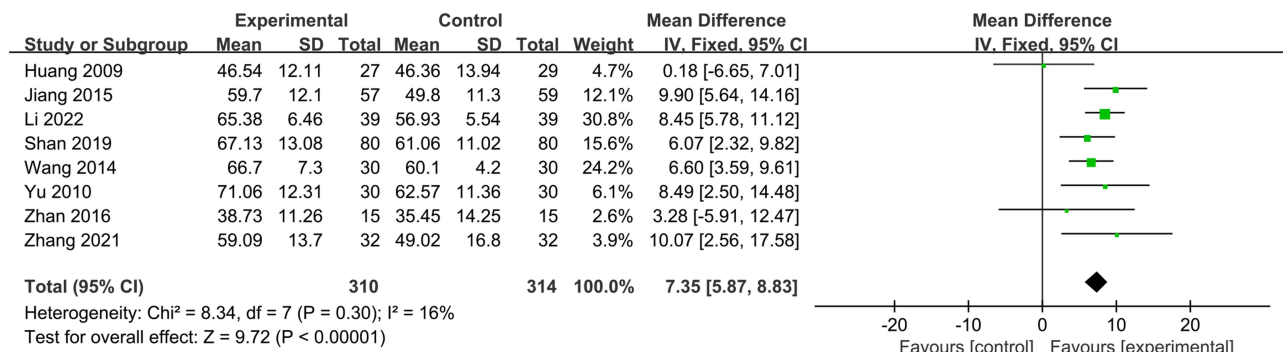 Experimental Control Mean Difference Mean Difference
Study or Subgroup Mean SD Total Mean SD Total Weight IV, Fixed, 95% CI IV, Fixed, 95% CI
Huang 2009 46.54 12.11 27 46.36 13.94 29 4.7% 0.18 [-6.65, 7.01]
Jiang 2015 59.7 12.1 57 49.8 11.3 59 12.1% 9.90 [5.64, 14.16]
Li 2022 65.38 6.46 39 56.93 5.54 39 30.8% 8.45 [5.78, 11.12]
Shan 2019 67.13 13.08 80 61.06 11.02 80 15.6% 6.07 [2.32, 9.82]
Wang 2014 66.7 7.3 30 60.1 4.2 30 24.2% 6.60 [3.59, 9.61]
Yu 2010 71.06 12.31 30 62.57 11.36 30 6.1% 8.49 [2.50, 14.48]
Zhan 2016 38.73 11.26 15 35.45 14.25 15 2.6% 3.28 [-5.91, 12.47]
Zhang 2021 59.09 13.7 32 49.02 16.8 32 3.9% 10.07 [2.56, 17.58]
Total (95% CI) 310 314 100.0% 7.35 [5.87, 8.83]
Heterogeneity: Chi² = 8.34, df = 7 (P = 0.30); I² = 16%
Test for overall effect: Z = 9.72 (P < 0.00001)
-20 -10 0 10 20
Favours [control] Favours [experimental]